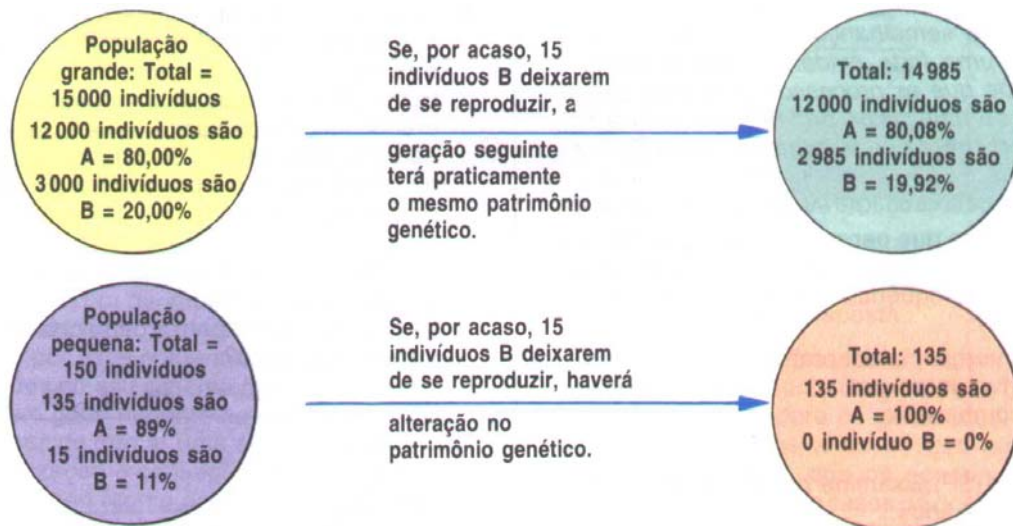 População
grande: Total =
15 000 indivíduos
12 000 indivíduos são
A = 80,00%
3 000 indivíduos são
B = 20,00%
Se, por acaso, 15
indivíduos B deixarem
de se reproduzir, a
geração seguinte
terá praticamente
o mesmo patrimônio
genético.
Total: 14 985
12 000 indivíduos são
A = 80,08%
2 985 indivíduos são
B = 19,92%
População
pequena: Total =
150 indivíduos
135 indivíduos são
A = 89%
15 indivíduos são
B = 11%
Se, por acaso, 15
indivíduos B deixarem
de se reproduzir, haverá
alteração no
patrimônio genético.
Total: 135
135 indivíduos são
A = 100%
0 indivíduo B = 0%